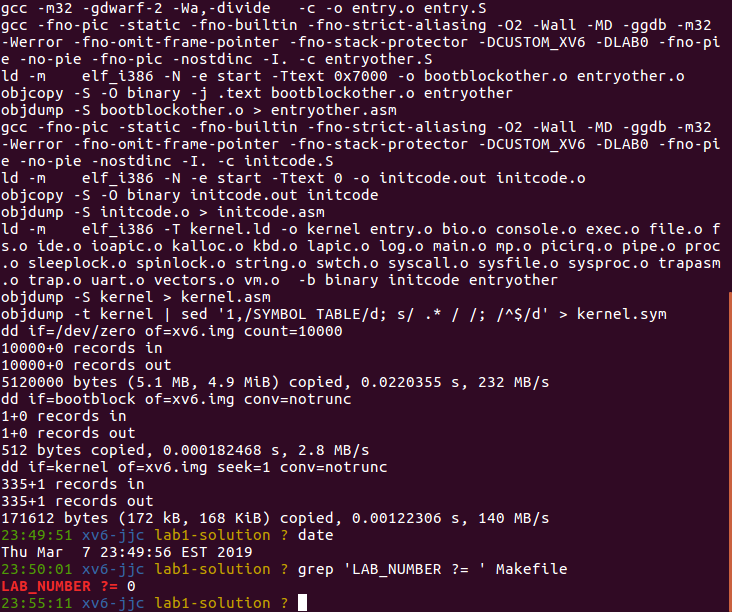 gcc -m32 -gdwarf-2 -Wa,-divide   -c -o entry.o entry.S
gcc -fno-pic -static -fno-builtin -fno-strict-aliasing -O2 -Wall -MD -ggdb -m32
-Werror -fno-omit-frame-pointer -fno-stack-protector -DCUSTOM_XV6 -DLAB0 -fno-pi
e -no-pie -fno-pic -nostdinc -I. -c entryother.S
ld -m    elf_i386 -N -e start -Ttext 0x7000 -o bootblockother.o entryother.o
objcopy -S -O binary -j .text bootblockother.o entryother
objdump -S bootblockother.o > entryother.asm
gcc -fno-pic -static -fno-builtin -fno-strict-aliasing -O2 -Wall -MD -ggdb -m32
-Werror -fno-omit-frame-pointer -fno-stack-protector -DCUSTOM_XV6 -DLAB0 -fno-pi
e -no-pie -nostdinc -I. -c initcode.S
ld -m    elf_i386 -N -e start -Ttext 0 -o initcode.out initcode.o
objcopy -S -O binary initcode.out initcode
objdump -S initcode.o > initcode.asm
ld -m    elf_i386 -T kernel.ld -o kernel entry.o bio.o console.o exec.o file.o f
s.o ide.o ioapic.o kalloc.o kbd.o lapic.o log.o main.o mp.o picirq.o pipe.o proc
.o sleeplock.o spinlock.o string.o swtch.o syscall.o sysfile.o sysproc.o trapasm
.o trap.o uart.o vectors.o vm.o  -b binary initcode entryother
objdump -S kernel > kernel.asm
objdump -t kernel | sed '1,/SYMBOL TABLE/d; s/ .* / /; /^$/d' > kernel.sym
dd if=/dev/zero of=xv6.img count=10000
10000+0 records in
10000+0 records out
5120000 bytes (5.1 MB, 4.9 MiB) copied, 0.0220355 s, 232 MB/s
dd if=bootblock of=xv6.img conv=notrunc
1+0 records in
1+0 records out
512 bytes copied, 0.000182468 s, 2.8 MB/s
dd if=kernel of=xv6.img seek=1 conv=notrunc
335+1 records in
335+1 records out
171612 bytes (172 kB, 168 KiB) copied, 0.00122306 s, 140 MB/s
23:49:51 xv6-jjc lab1-solution ? date
Thu Mar  7 23:49:56 EST 2019
23:50:01 xv6-jjc lab1-solution ? grep 'LAB_NUMBER ?= ' Makefile
LAB_NUMBER ?= 0
23:55:11 xv6-jjc lab1-solution ?